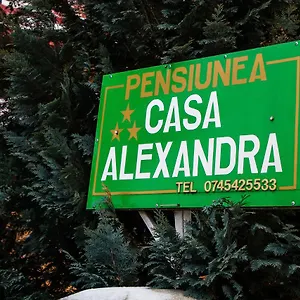 PENSIUNEA
CASA
ALEXANDRA
TEL 0745425533